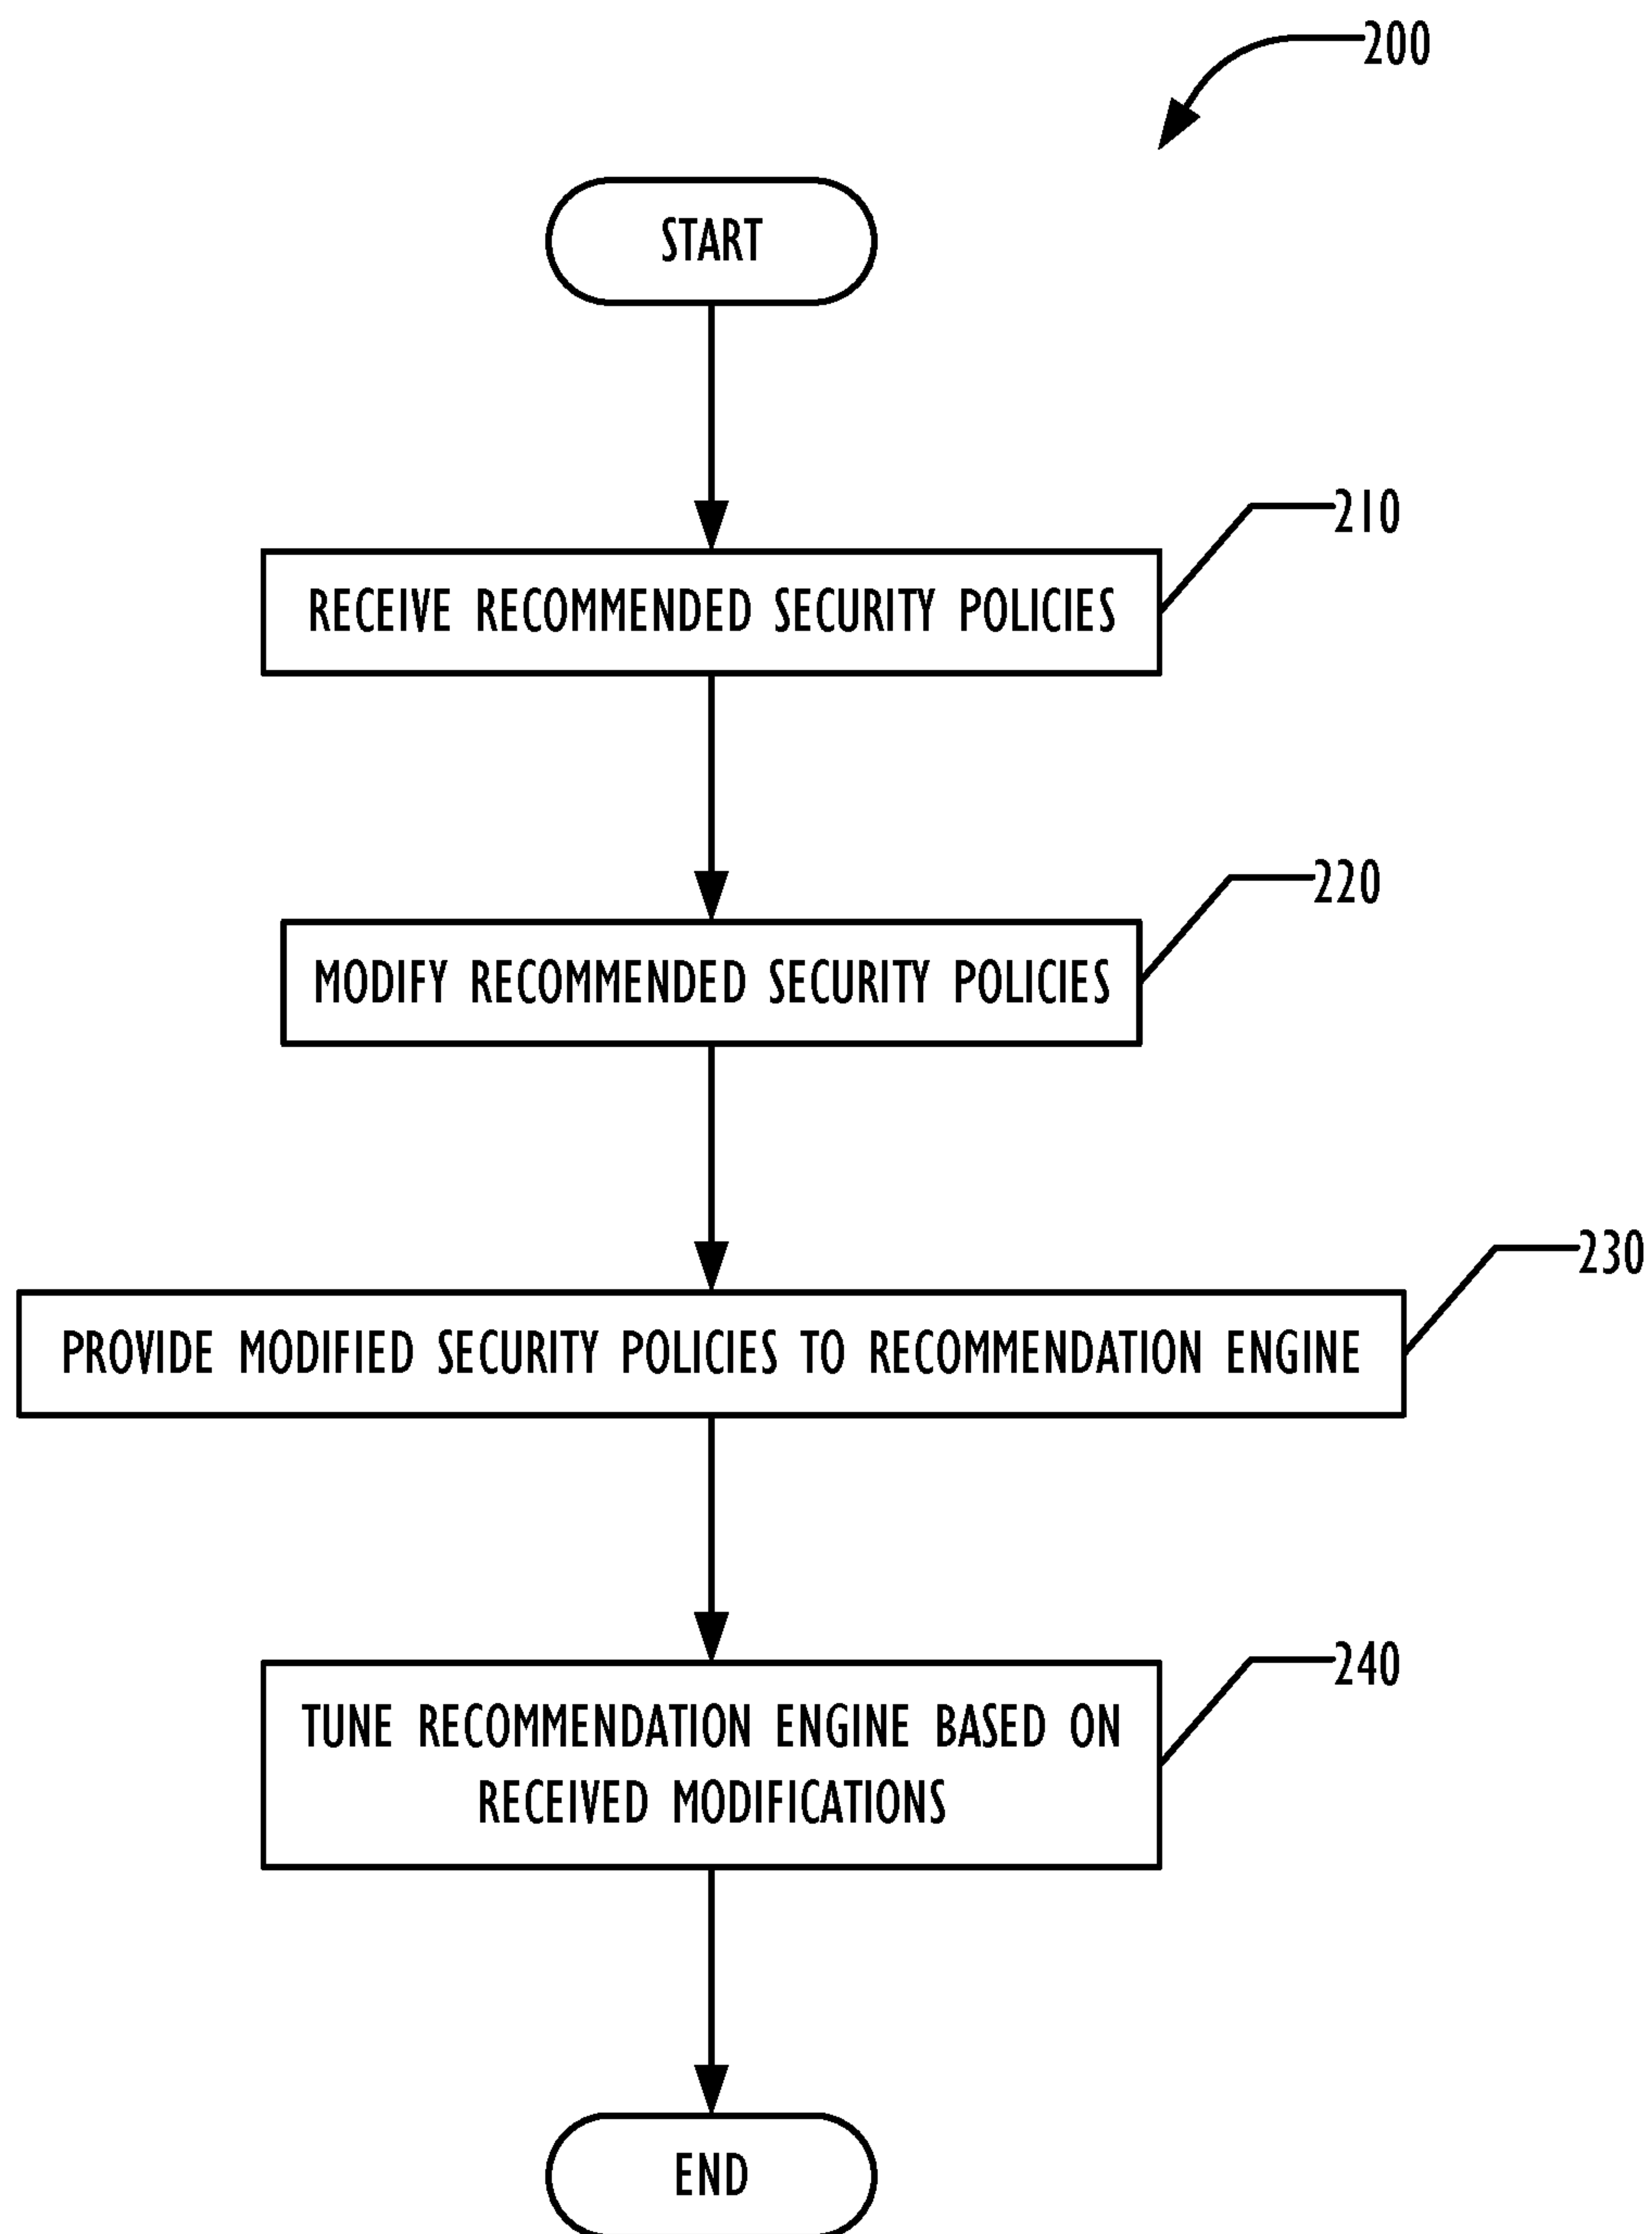 200
START
210
RECEIVE RECOMMENDED SECURITY POLICIES
220
MODIFY RECOMMENDED SECURITY POLICIES
230
PROVIDE MODIFIED SECURITY POLICIES TO RECOMMENDATION ENGINE
240
TUNE RECOMMENDATION ENGINE BASED ON
RECEIVED MODIFICATIONS
END